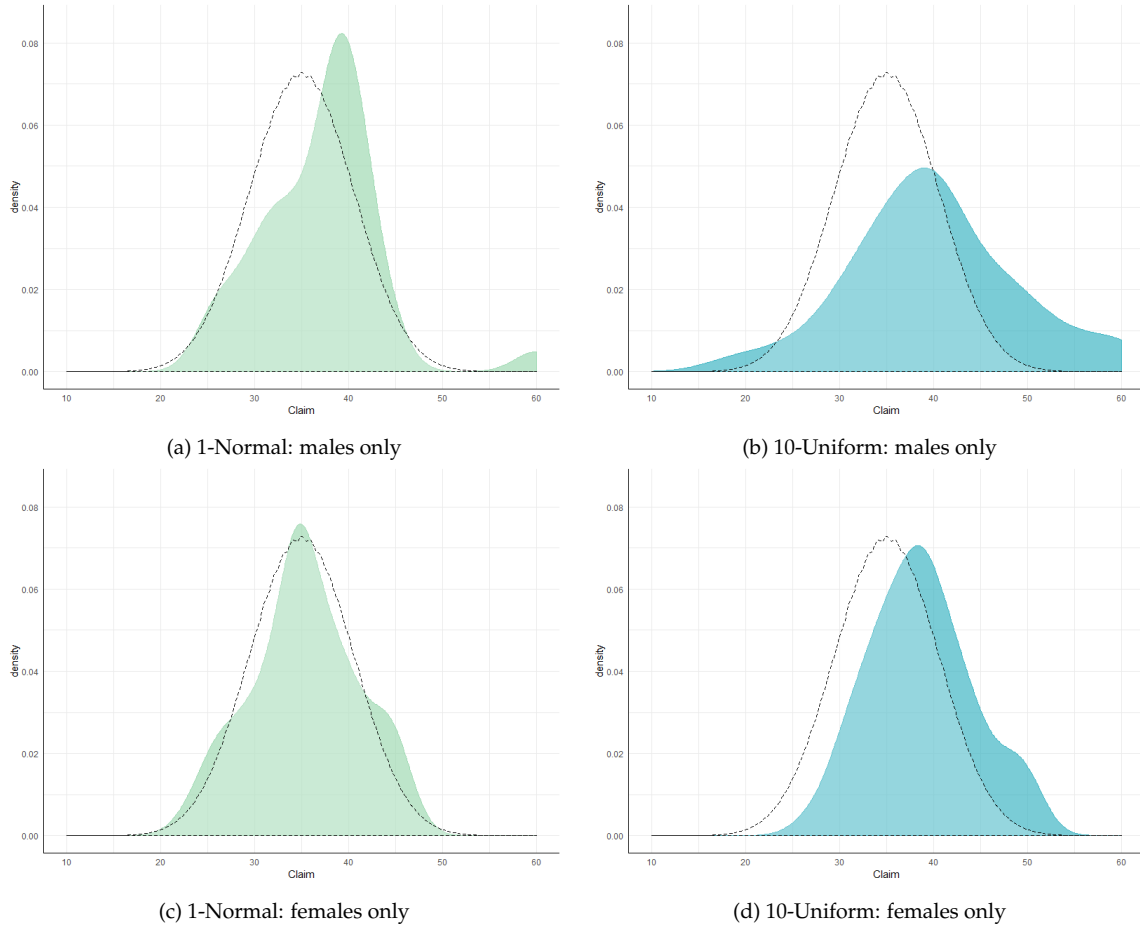 0.08
0.06
0.04
0.02
0.00
density
10 20 30 40 50 60
Claim
(a) 1-Normal: males only
0.08
0.06
0.04
0.02
0.00
density
10 20 30 40 50 60
Claim
(b) 10-Uniform: males only
0.08
0.06
0.04
0.02
0.00
density
10 20 30 40 50 60
Claim
(c) 1-Normal: females only
0.08
0.06
0.04
0.02
0.00
density
10 20 30 40 50 60
Claim
(d) 10-Uniform: females only